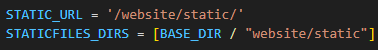 STATIC_URL = '/website/static/'
STATICFILES_DIRS = [BASE_DIR / "website/static"]